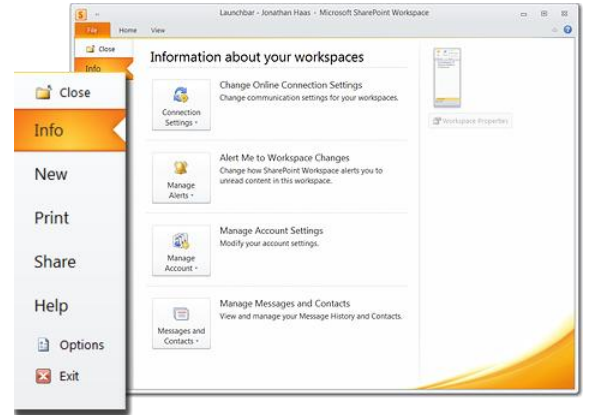 Launchbar - Jonathan Haas - Microsoft SharePoint Workspace
File Home View
Close
Info
Information about your workspaces
Connection
Settings
Change Online Connection Settings
Change communication settings for your workspaces.
Manage
Alerts
Alert Me to Workspace Changes
Change how SharePoint Workspace alerts you to
unread content in this workspace.
Manage
Account
Manage Account Settings
Modify your account settings.
Messages and
Contacts
Manage Messages and Contacts
View and manage your Message History and Contacts.
Workspace Properties
Close
Info
New
Print
Share
Help
Options
Exit